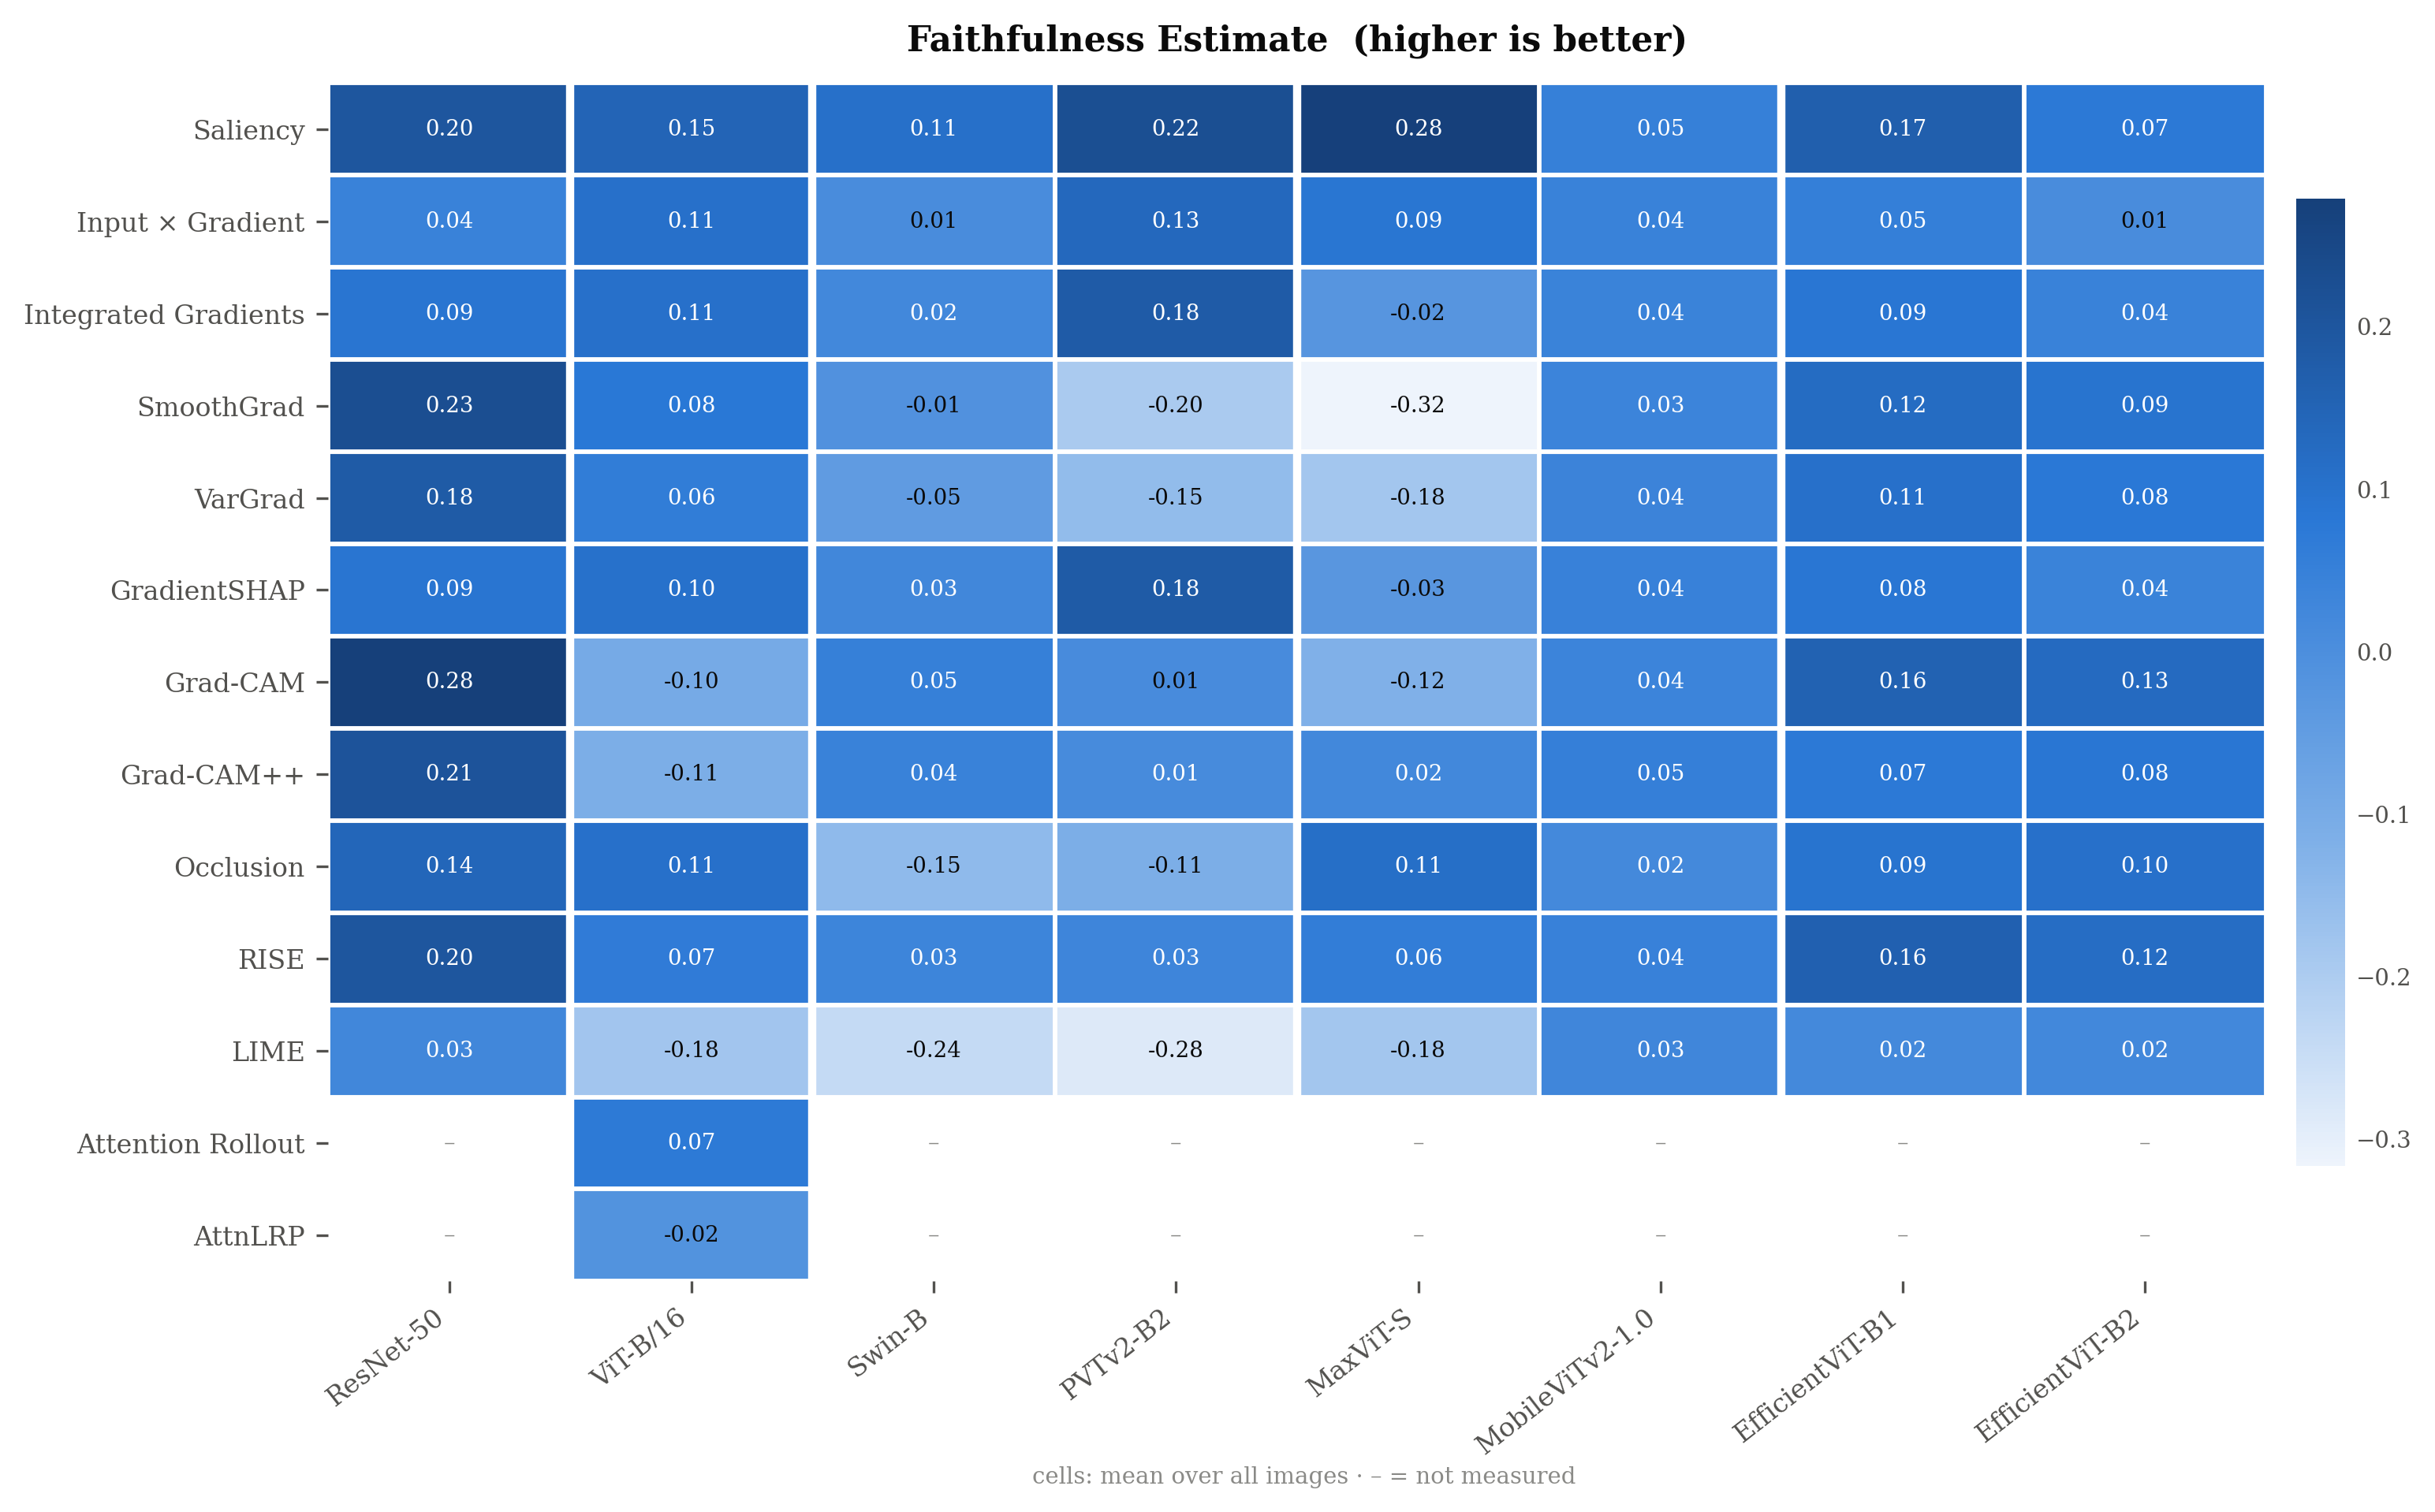 Faithfulness Estimate  (higher is better)
Saliency 0.20 0.15 0.11 0.22 0.28 0.05 0.17 0.07
Input × Gradient 0.04 0.11 0.01 0.13 0.09 0.04 0.05 0.01
Integrated Gradients 0.09 0.11 0.02 0.18 -0.02 0.04 0.09 0.04
SmoothGrad 0.23 0.08 -0.01 -0.20 -0.32 0.03 0.12 0.09
VarGrad 0.18 0.06 -0.05 -0.15 -0.18 0.04 0.11 0.08
GradientSHAP 0.09 0.10 0.03 0.18 -0.03 0.04 0.08 0.04
Grad-CAM 0.28 -0.10 0.05 0.01 -0.12 0.04 0.16 0.13
Grad-CAM++ 0.21 -0.11 0.04 0.01 0.02 0.05 0.07 0.08
Occlusion 0.14 0.11 -0.15 -0.11 0.11 0.02 0.09 0.10
RISE 0.20 0.07 0.03 0.03 0.06 0.04 0.16 0.12
LIME 0.03 -0.18 -0.24 -0.28 -0.18 0.03 0.02 0.02
Attention Rollout – 0.07 – – – – – –
AttnLRP – -0.02 – – – – – –
ResNet-50 ViT-B/16 Swin-B PVTv2-B2 MaxViT-S MobileViTv2-1.0 EfficientViT-B1 EfficientViT-B2
0.2
0.1
0.0
−0.1
−0.2
−0.3
cells: mean over all images · – = not measured